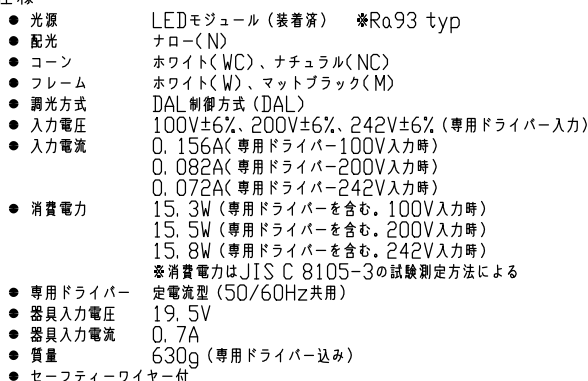 ● 光源 LEDモジュール(装着済) ※Ra93 typ
● 配光 ナロー(N)
● コーン ホワイト(WC)、ナチュラル(NC)
● フレーム ホワイト(W)、マットブラック(M)
● 調光方式 DAL制御方式(DAL)
● 入力電圧 100V±6%、200V±6%、242V±6%(専用ドライバー入力)
● 入力電流 0.156A(専用ドライバー100V入力時)
0.082A(専用ドライバー200V入力時)
0.072A(専用ドライバー242V入力時)
● 消費電力 15.3W(専用ドライバーを含む。100V入力時)
15.5W(専用ドライバーを含む。200V入力時)
15.8W(専用ドライバーを含む。242V入力時)
※消費電力はJIS C 8105-3の試験測定方法による
● 専用ドライバー 定電流型(50/60Hz共用)
● 器具入力電圧 19.5V
● 器具入力電流 0.7A
● 質量 630g(専用ドライバー込み)
● セーフティーワイヤー付